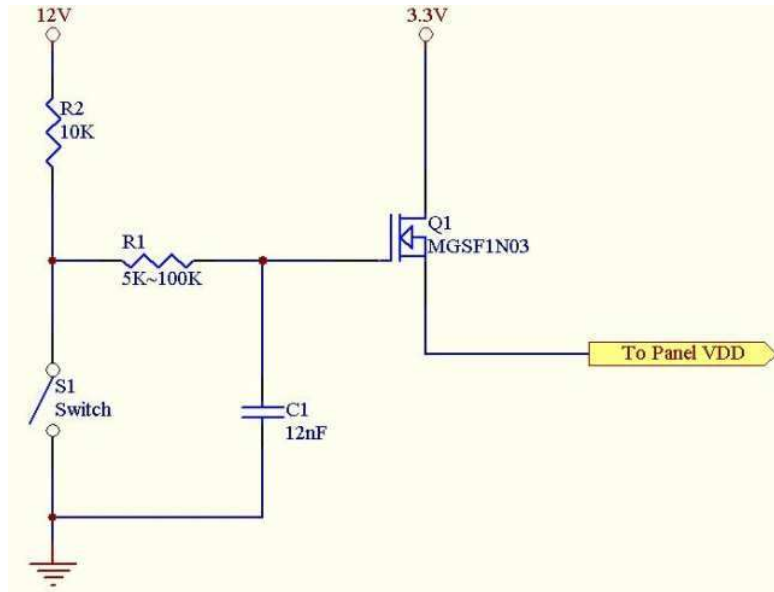 12V
3.3V
R2
10K
R1
5K~100K
Q1
MGSF1N03
To Panel VDD
S1
Switch
C1
12nF